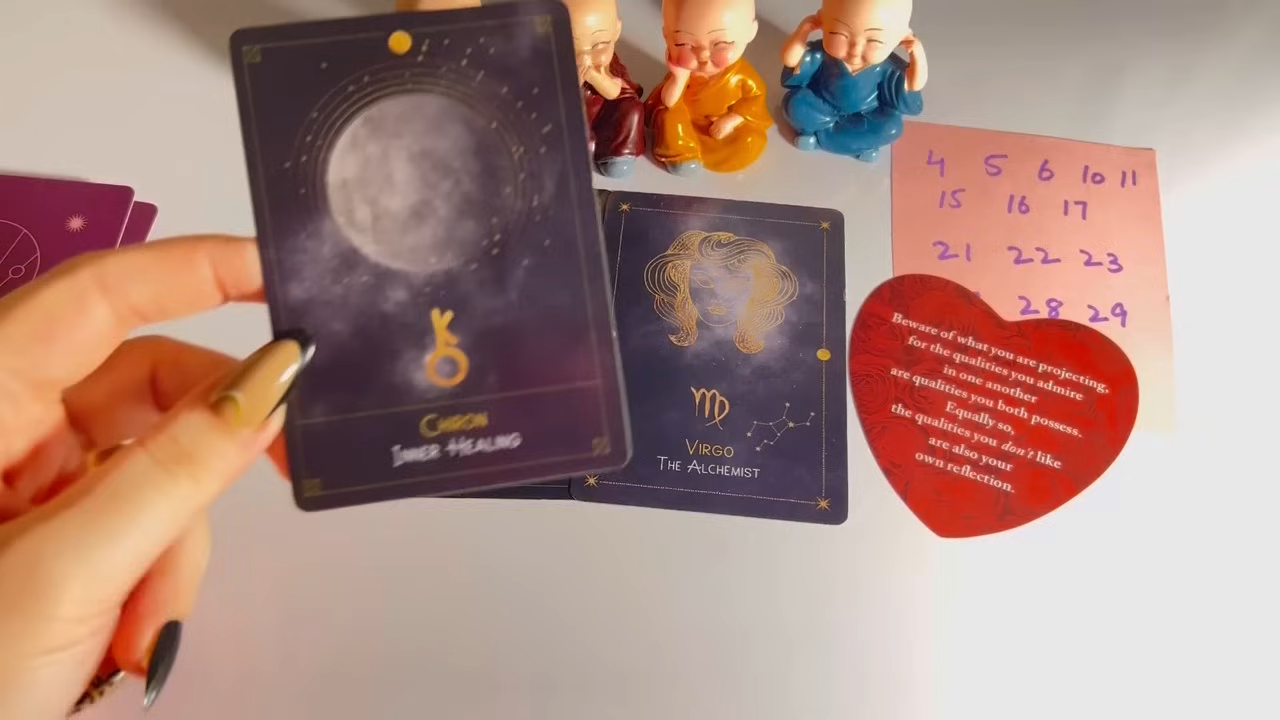 CHIRON
INNER HEALING
VIRGO
THE ALCHEMIST
4 5 6 10 11
15 16 17
21 22 23
28 29
Beware of what you are projecting,
for the qualities you admire
in one another
are qualities you both possess.
Equally so,
the qualities you don't like
are also your
own reflection.